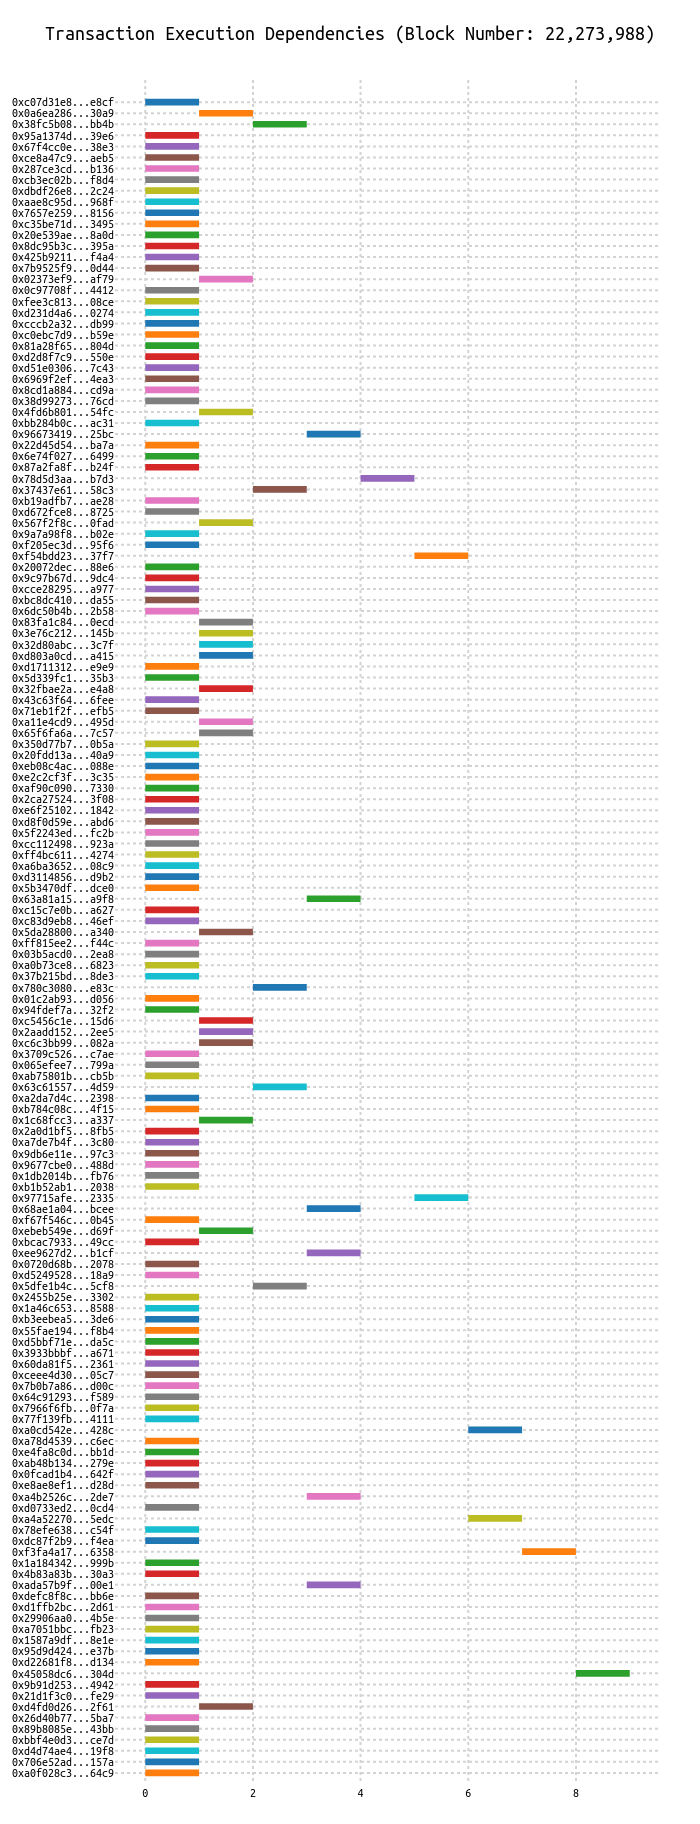 Transaction Execution Dependencies (Block Number: 22,273,988)
0xc07d31e8...e8cf
0x0a6ea286...30a9
0x38fc5b08...bb4b
0x95a1374d...39e6
0x67f4cc0e...38e3
0xce8a47c9...aeb5
0x287ce3cd...b136
0xcb3ec02b...f8d4
0xdbdf26e8...2c24
0xaae8c95d...968f
0x7657e259...8156
0xc35be71d...3495
0x20e539ae...8a0d
0x8dc95b3c...395a
0x425b9211...f4a4
0x7b9525f9...0d44
0x02373ef9...af79
0x0c97708f...4412
0xfee3c813...08ce
0xd231d4a6...0274
0xcccb2a32...db99
0xc0ebc7d9...b59e
0x81a28f65...804d
0xd2d8f7c9...550e
0xd51e0306...7c43
0x6969f2ef...4ea3
0x8cd1a884...cd9a
0x38d99273...76cd
0x4fd6b801...54fc
0xbb284b0c...ac31
0x96673419...25bc
0x22d45d54...ba7a
0x6e74f027...6499
0x87a2fa8f...b24f
0x78d5d3aa...b7d3
0x37437e61...58c3
0xb19adfb7...ae28
0xd672fce8...8725
0x567f2f8c...0fad
0x9a7a98f8...b02e
0xf205ec3d...95f6
0xf54bdd23...37f7
0x20072dec...88e6
0x9c97b67d...9dc4
0xcce28295...a977
0xbc8dc410...da55
0x6dc50b4b...2b58
0x83fa1c84...0ecd
0x3e76c212...145b
0x32d80abc...3c7f
0xd803a0cd...a415
0xd1711312...e9e9
0x5d339fc1...35b3
0x32fbae2a...e4a8
0x43c63f64...6fee
0x71eb1f2f...efb5
0xa11e4cd9...495d
0x65f6fa6a...7c57
0x350d77b7...0b5a
0x20fdd13a...40a9
0xeb08c4ac...088e
0xe2c2cf3f...3c35
0xaf90c090...7330
0x2ca27524...3f08
0xe6f25102...1842
0xd8f0d59e...abd6
0x5f2243ed...fc2b
0xcc112498...923a
0xff4bc611...4274
0xa6ba3652...08c9
0xd3114856...d9b2
0x5b3470df...dce0
0x63a81a15...a9f8
0xc15c7e0b...a627
0xc83d9eb8...46ef
0x5da28800...a340
0xff815ee2...f44c
0x03b5acd0...2ea8
0xa0b73ce8...6823
0x37b215bd...8de3
0x780c3080...e83c
0x01c2ab93...d056
0x94fdef7a...32f2
0xc5456c1e...15d6
0x2aadd152...2ee5
0xc6c3bb99...082a
0x3709c526...c7ae
0x065efee7...799a
0xab75801b...cb5b
0x63c61557...4d59
0xa2da7d4c...2398
0xb784c08c...4f15
0x1c68fcc3...a337
0x2a0d1bf5...8fb5
0xa7de7b4f...3c80
0x9db6e11e...97c3
0x9677cbe0...488d
0x1db2014b...fb76
0xb1b52ab1...2038
0x97715afe...2335
0x68ae1a04...bcee
0xf67f546c...0b45
0xebeb549e...d69f
0xbcac7933...49cc
0xee9627d2...b1cf
0x0720d68b...2078
0xd5249528...18a9
0x5dfe1b4c...5cf8
0x2455b25e...3302
0x1a46c653...8588
0xb3eebea5...3de6
0x55fae194...f8b4
0xd5bbf71e...da5c
0x3933bbbf...a671
0x60da81f5...2361
0xceee4d30...05c7
0x7b0b7a86...d00c
0x64c91293...f589
0x7966f6fb...0f7a
0x77f139fb...4111
0xa0cd542e...428c
0xa78d4539...c6ec
0xe4fa8c0d...bb1d
0xab48b134...279e
0x0fcad1b4...642f
0xe8ae8ef1...d28d
0xa4b2526c...2de7
0xd0733ed2...0cd4
0xa4a52270...5edc
0x78efe638...c54f
0xdc87f2b9...f4ea
0xf3fa4a17...6358
0x1a184342...999b
0x4b83a83b...30a3
0xada57b9f...00e1
0xdefc8f8c...bb6e
0xd1ffb2bc...2d61
0x29906aa0...4b5e
0xa7051bbc...fb23
0x1587a9df...8e1e
0x95d9d424...e37b
0xd22681f8...d134
0x45058dc6...304d
0x9b91d253...4942
0x21d1f3c0...fe29
0xd4fd0d26...2f61
0x26d40b77...5ba7
0x89b8085e...43bb
0xbbf4e0d3...ce7d
0xd4d74ae4...19f8
0x706e52ad...157a
0xa0f028c3...64c9
0 2 4 6 8